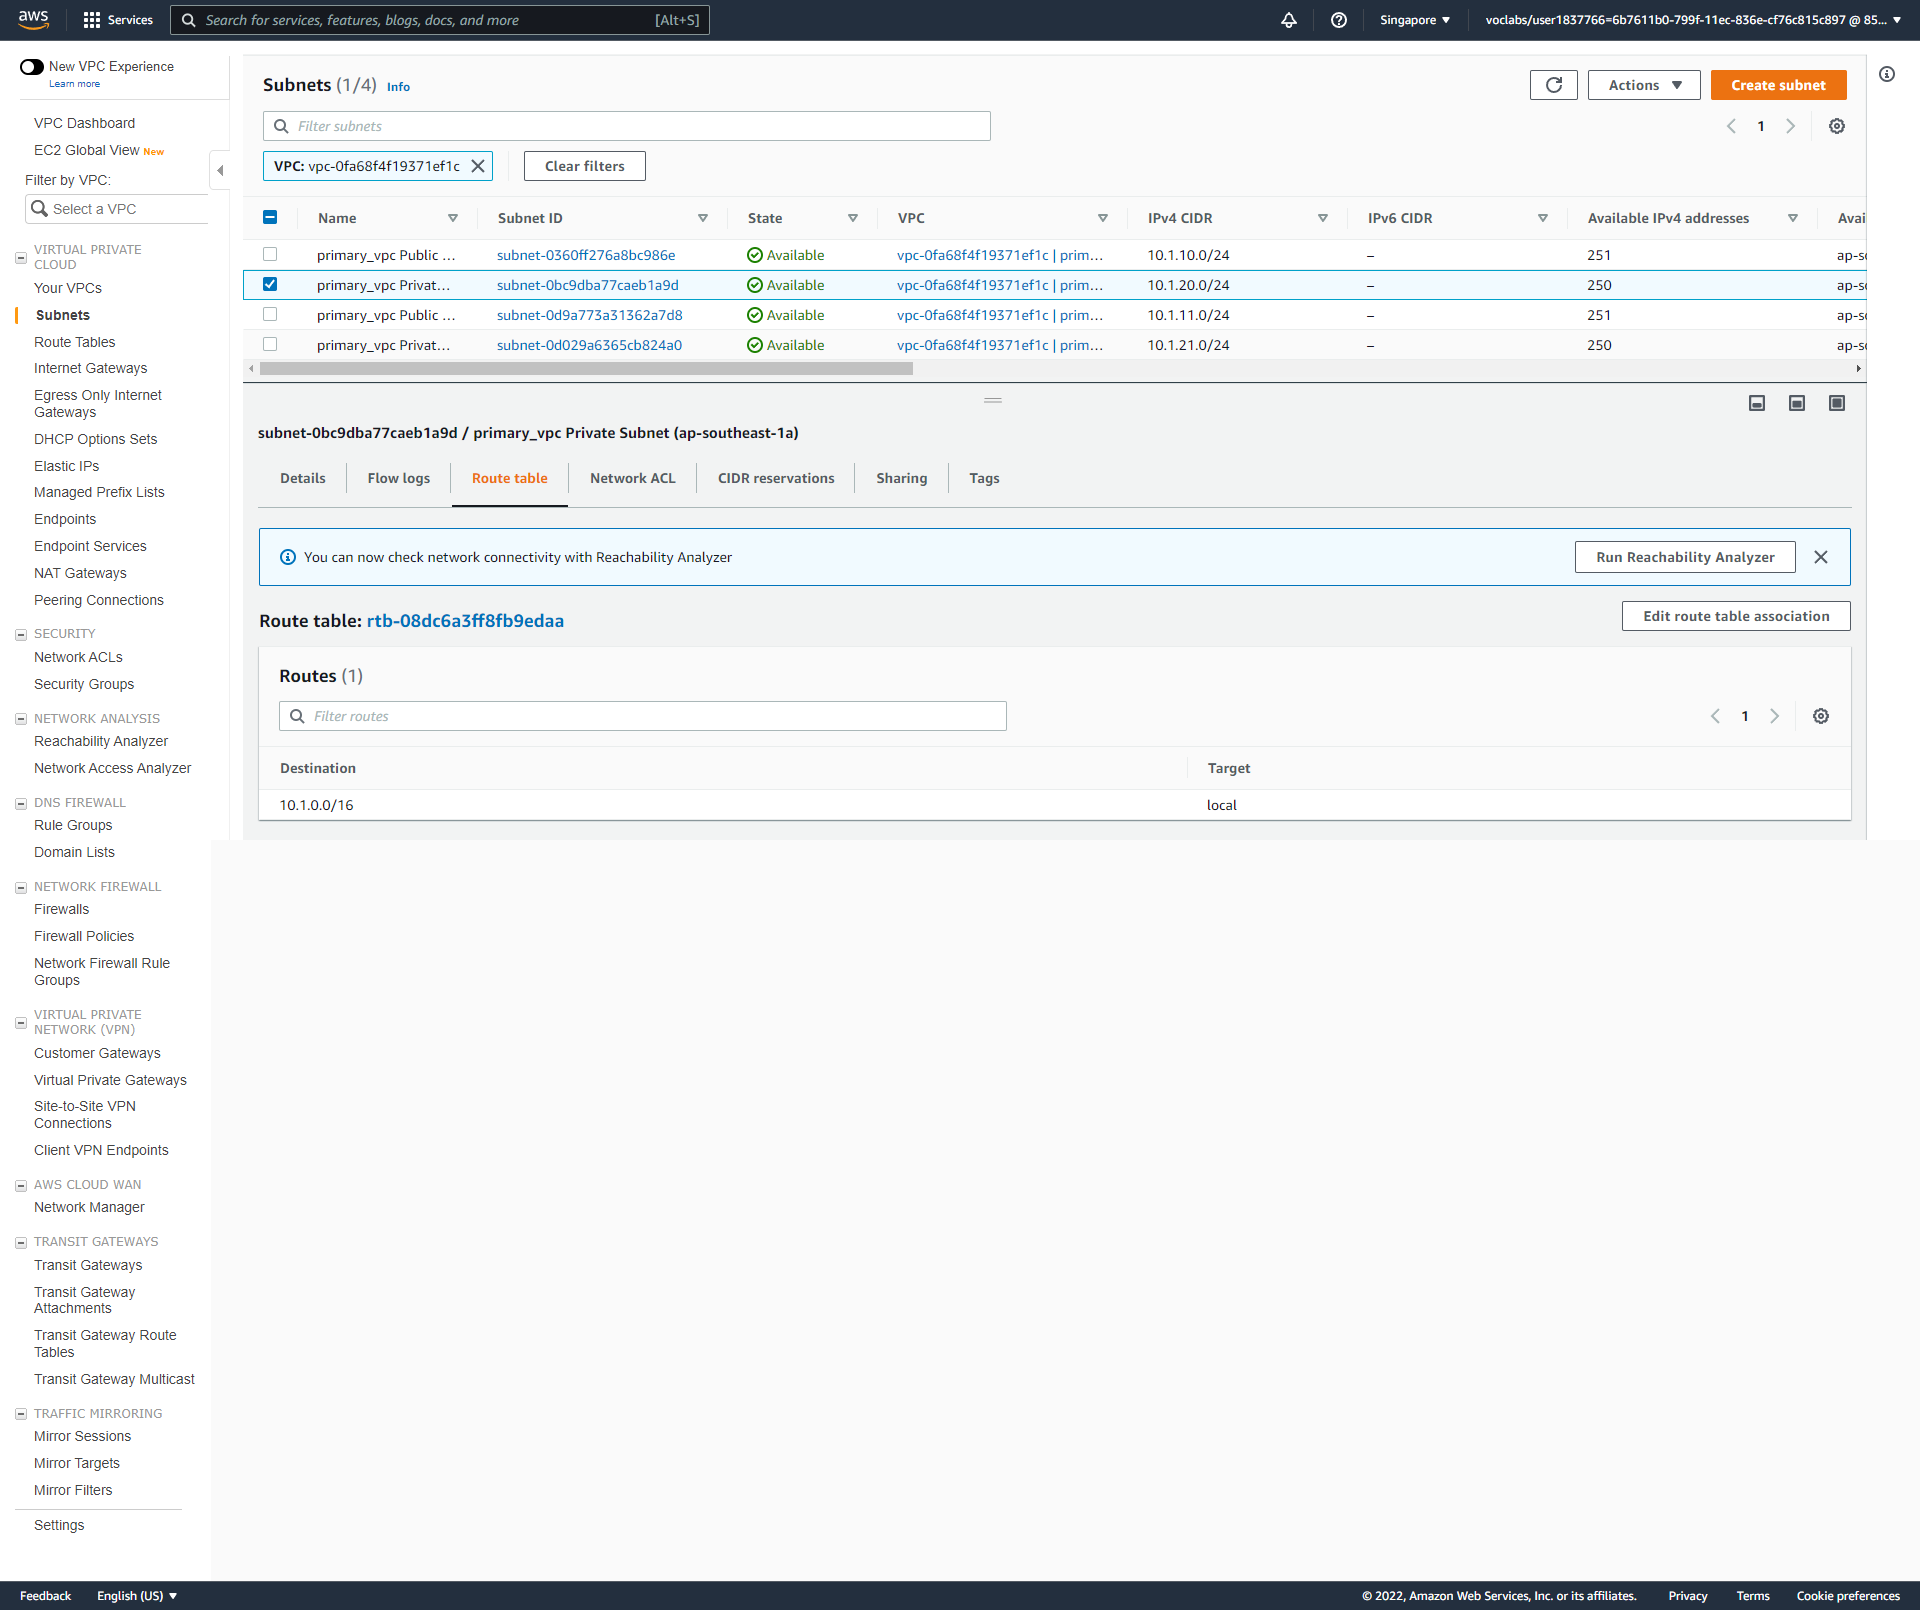 aws
Services
Search for services, features, blogs, docs, and more
[Alt+S]
Singapore
voclabs/user1837766=6b7611b0-799f-11ec-836e-cf76c815c897 @ 85...
New VPC Experience
Learn more
VPC Dashboard
EC2 Global View New
Filter by VPC:
Select a VPC
VIRTUAL PRIVATE
CLOUD
Your VPCs
Subnets
Route Tables
Internet Gateways
Egress Only Internet
Gateways
DHCP Options Sets
Elastic IPs
Managed Prefix Lists
Endpoints
Endpoint Services
NAT Gateways
Peering Connections
SECURITY
Network ACLs
Security Groups
NETWORK ANALYSIS
Reachability Analyzer
Network Access Analyzer
DNS FIREWALL
Rule Groups
Domain Lists
NETWORK FIREWALL
Firewalls
Firewall Policies
Network Firewall Rule
Groups
VIRTUAL PRIVATE
NETWORK (VPN)
Customer Gateways
Virtual Private Gateways
Site-to-Site VPN
Connections
Client VPN Endpoints
AWS CLOUD WAN
Network Manager
TRANSIT GATEWAYS
Transit Gateways
Transit Gateway
Attachments
Transit Gateway Route
Tables
Transit Gateway Multicast
TRAFFIC MIRRORING
Mirror Sessions
Mirror Targets
Mirror Filters
Settings
Subnets (1/4) Info
Actions
Create subnet
Filter subnets
1
VPC: vpc-0fa68f4f19371ef1c
Clear filters
Name Subnet ID State VPC IPv4 CIDR IPv6 CIDR Available IPv4 addresses Avai
primary_vpc Public ... subnet-0360ff276a8bc986e Available vpc-0fa68f4f19371ef1c | prim... 10.1.10.0/24 – 251 ap-so
primary_vpc Privat... subnet-0bc9dba77caeb1a9d Available vpc-0fa68f4f19371ef1c | prim... 10.1.20.0/24 – 250 ap-so
primary_vpc Public ... subnet-0d9a773a31362a7d8 Available vpc-0fa68f4f19371ef1c | prim... 10.1.11.0/24 – 251 ap-so
primary_vpc Privat... subnet-0d029a6365cb824a0 Available vpc-0fa68f4f19371ef1c | prim... 10.1.21.0/24 – 250 ap-so
subnet-0bc9dba77caeb1a9d / primary_vpc Private Subnet (ap-southeast-1a)
Details Flow logs Route table Network ACL CIDR reservations Sharing Tags
You can now check network connectivity with Reachability Analyzer
Run Reachability Analyzer
Route table: rtb-08dc6a3ff8fb9edaa
Edit route table association
Routes (1)
Filter routes
1
Destination Target
10.1.0.0/16 local
Feedback English (US)
© 2022, Amazon Web Services, Inc. or its affiliates. Privacy Terms Cookie preferences